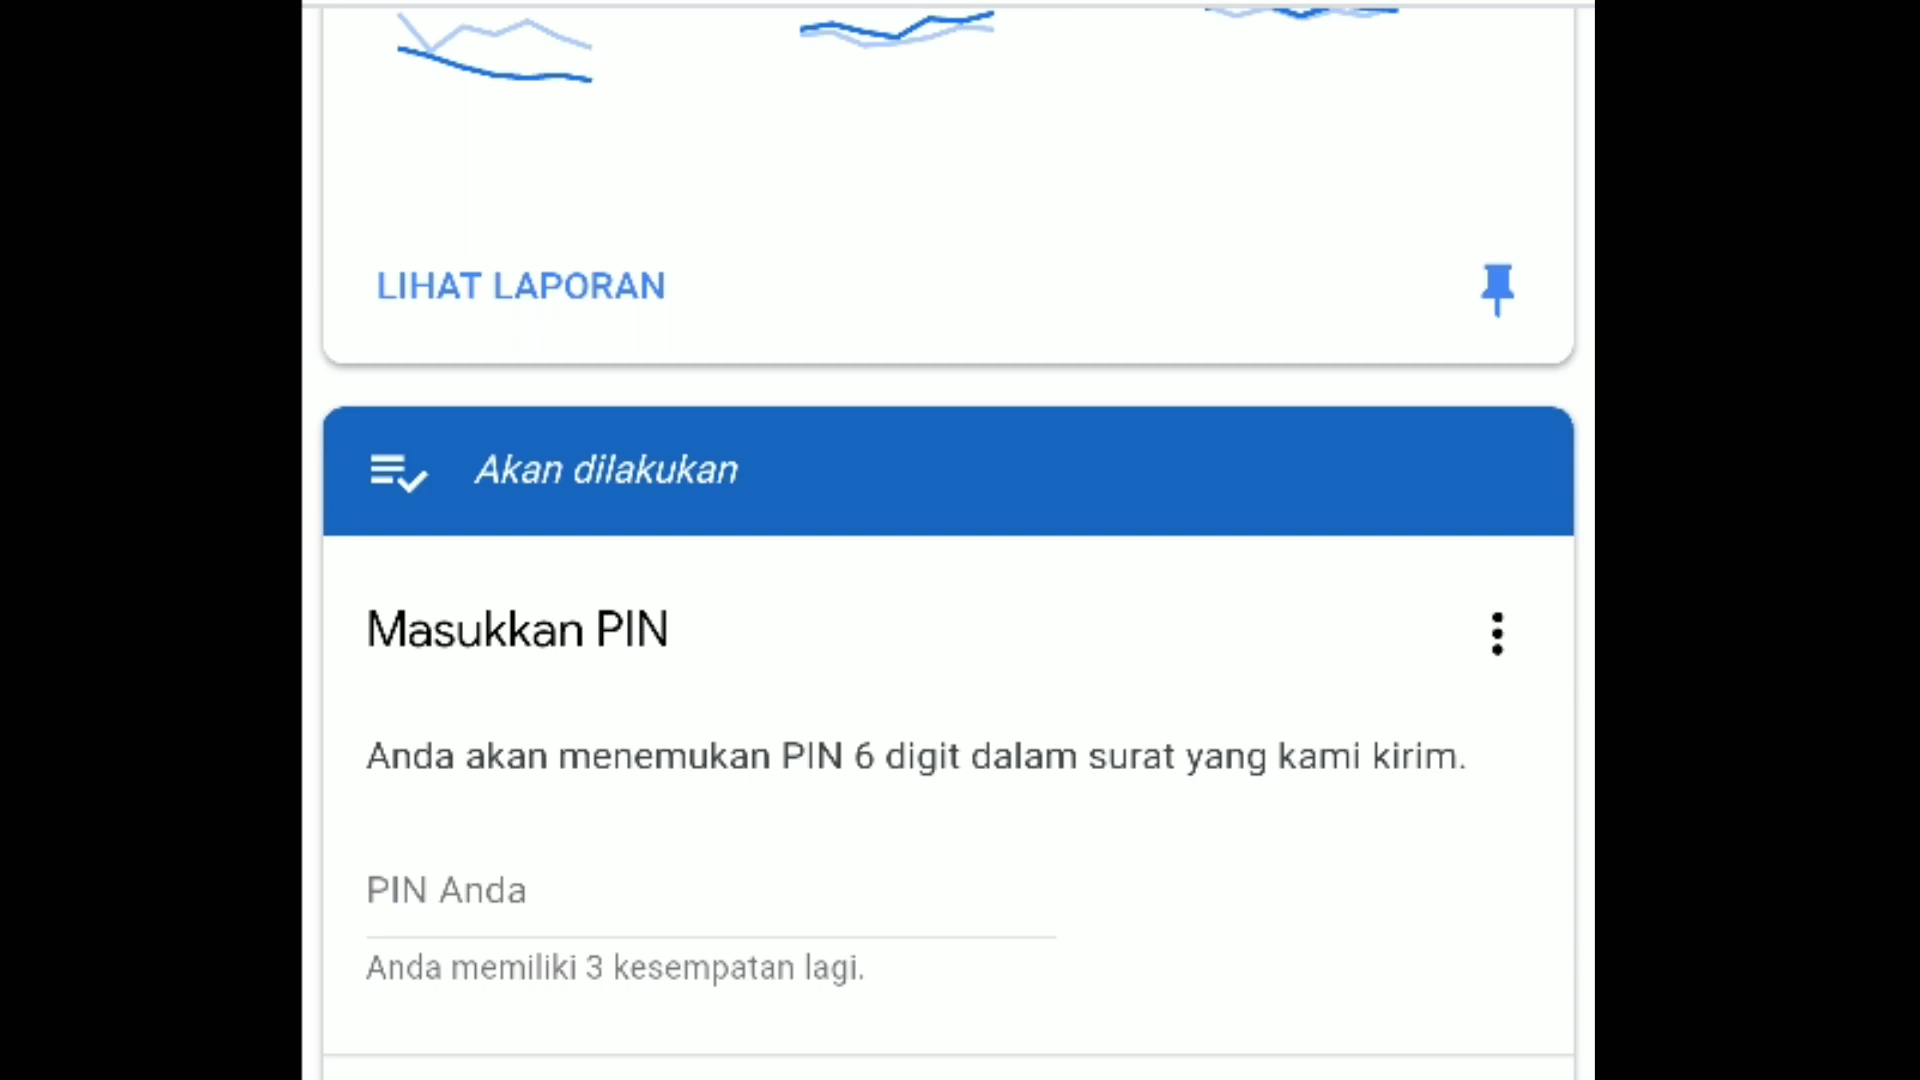 LIHAT LAPORAN
Akan dilakukan
Masukkan PIN
Anda akan menemukan PIN 6 digit dalam surat yang kami kirim.
PIN Anda
Anda memiliki 3 kesempatan lagi.